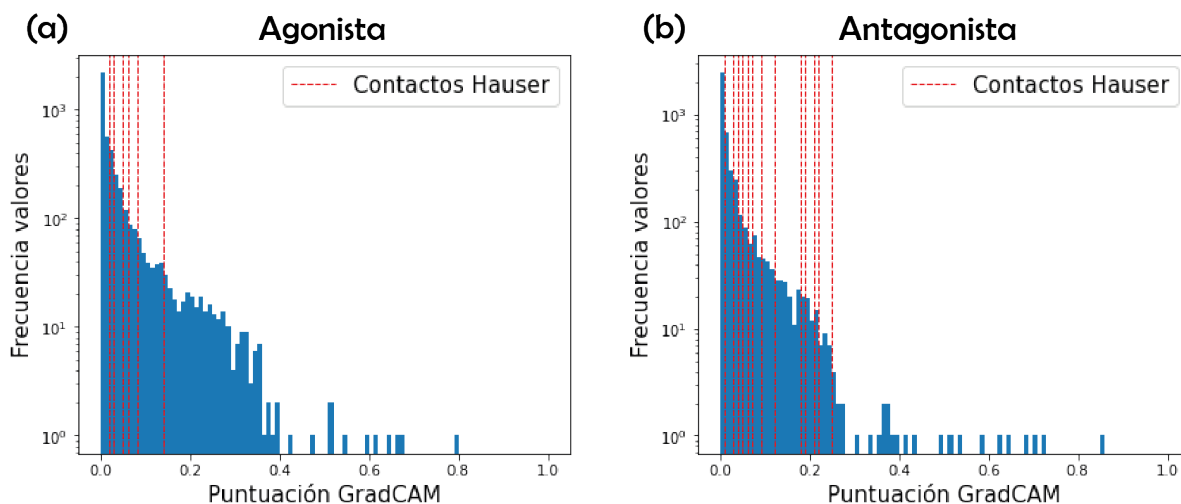 (a) Agonista
Contactos Hauser
Frecuencia valores
10³
10²
10¹
10⁰
0.0 0.2 0.4 0.6 0.8 1.0
Puntuación GradCAM
(b) Antagonista
Contactos Hauser
Frecuencia valores
10³
10²
10¹
10⁰
0.0 0.2 0.4 0.6 0.8 1.0
Puntuación GradCAM